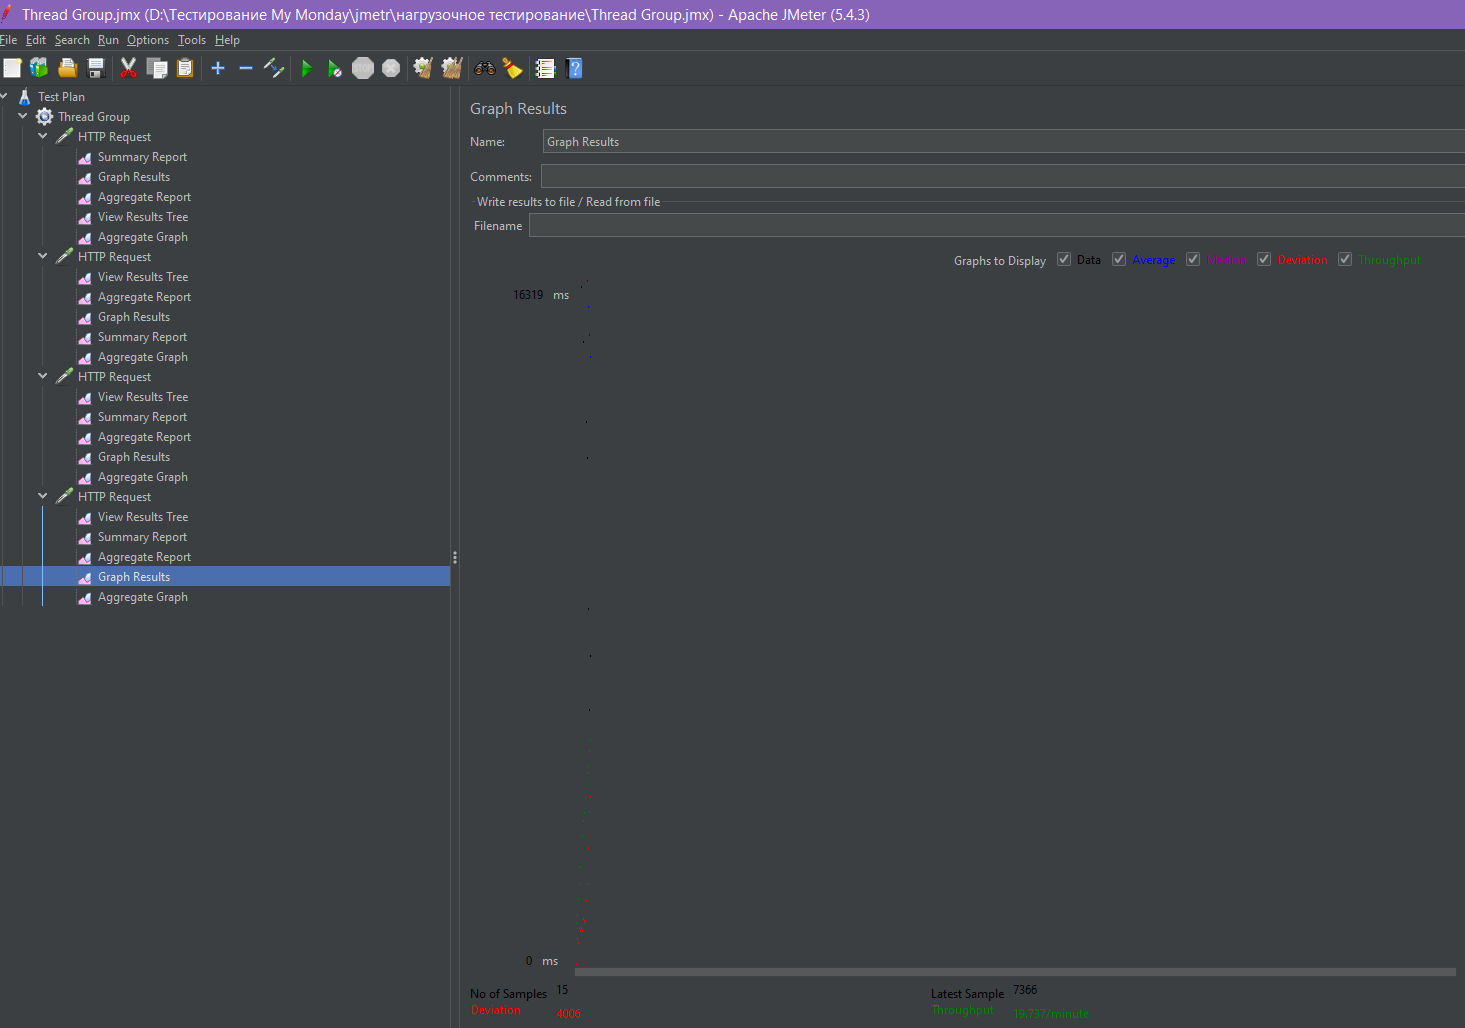 Thread Group.jmx (D:\Тестирование My Monday\jmetr\нагрузочное тестирование\Thread Group.jmx) - Apache JMeter (5.4.3)
File Edit Search Run Options Tools Help
STOP
Test Plan
Thread Group
HTTP Request
Summary Report
Graph Results
Aggregate Report
View Results Tree
Aggregate Graph
HTTP Request
View Results Tree
Aggregate Report
Graph Results
Summary Report
Aggregate Graph
HTTP Request
View Results Tree
Summary Report
Aggregate Report
Graph Results
Aggregate Graph
HTTP Request
View Results Tree
Summary Report
Aggregate Report
Graph Results
Aggregate Graph
Graph Results
Name: Graph Results
Comments:
Write results to file / Read from file
Filename
Graphs to Display Data Average Median Deviation Throughput
16319 ms
0 ms
No of Samples 15 Latest Sample 7366
Deviation 4006 Throughput 19,737/minute